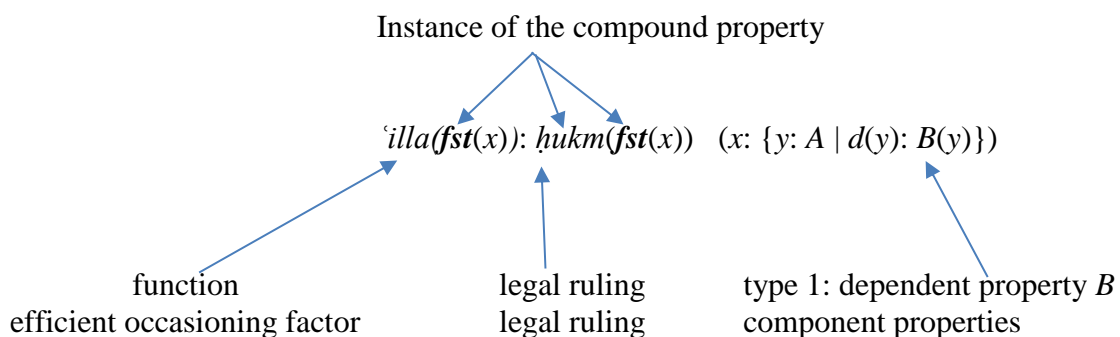 Instance of the compound property
ʿilla(fst(x)): ḥukm(fst(x)) (x: {y: A | d(y): B(y)})
function legal ruling type 1: dependent property B
efficient occasioning factor legal ruling component properties